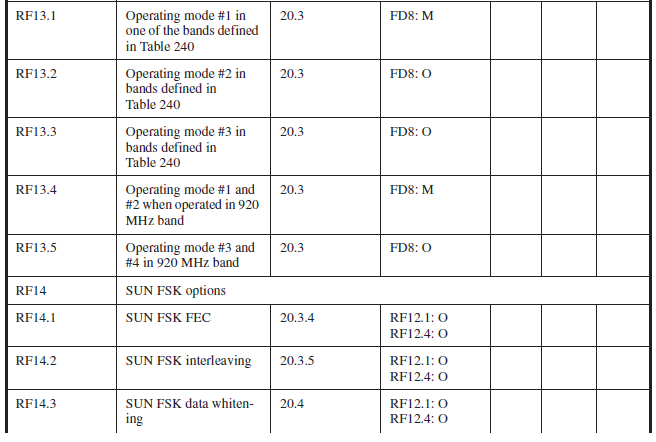 RF13.1 Operating mode #1 in 20.3 FD8: M
one of the bands defined
in Table 240
RF13.2 Operating mode #2 in 20.3 FD8: O
bands defined in
Table 240
RF13.3 Operating mode #3 in 20.3 FD8: O
bands defined in
Table 240
RF13.4 Operating mode #1 and 20.3 FD8: M
#2 when operated in 920
MHz band
RF13.5 Operating mode #3 and 20.3 FD8: O
#4 in 920 MHz band
RF14 SUN FSK options
RF14.1 SUN FSK FEC 20.3.4 RF12.1: O
RF12.4: O
RF14.2 SUN FSK interleaving 20.3.5 RF12.1: O
RF12.4: O
RF14.3 SUN FSK data whiten- 20.4 RF12.1: O
ing RF12.4: O